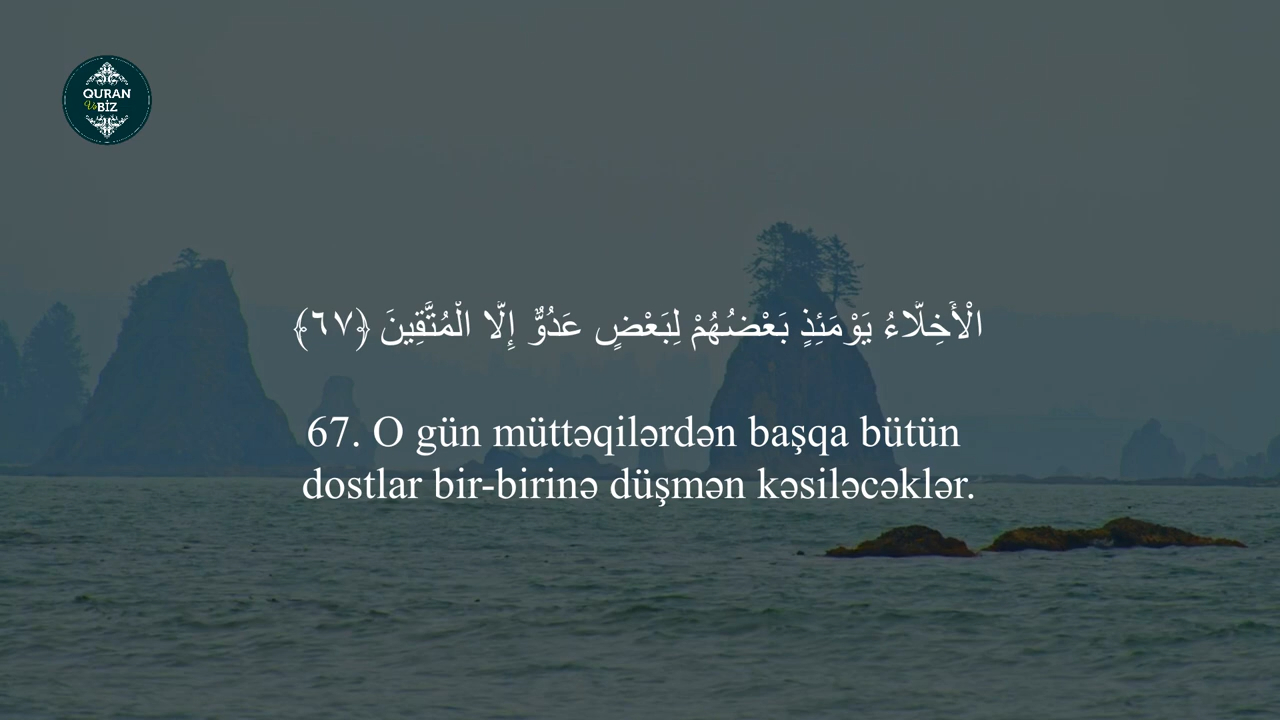 QURAN
Və BİZ
الْأَخِلَّاءُ يَوْمَئِذٍ بَعْضُهُمْ لِبَعْضٍ عَدُوٌّ إِلَّا الْمُتَّقِينَ ﴿٦٧﴾
67. O gün müttəqilərdən başqa bütün
dostlar bir-birinə düşmən kəsiləcəklər.